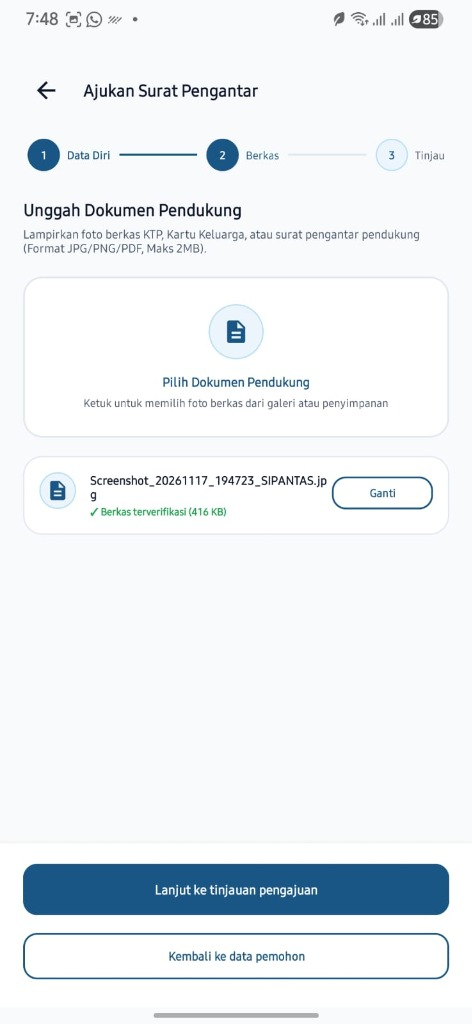 7:48
85
Ajukan Surat Pengantar
1 Data Diri 2 Berkas 3 Tinjau
Unggah Dokumen Pendukung
Lampirkan foto berkas KTP, Kartu Keluarga, atau surat pengantar pendukung
(Format JPG/PNG/PDF, Maks 2MB).
Pilih Dokumen Pendukung
Ketuk untuk memilih foto berkas dari galeri atau penyimpanan
Screenshot_20261117_194723_SIPANTAS.jp
g
✓ Berkas terverifikasi (416 KB)
Ganti
Lanjut ke tinjauan pengajuan
Kembali ke data pemohon